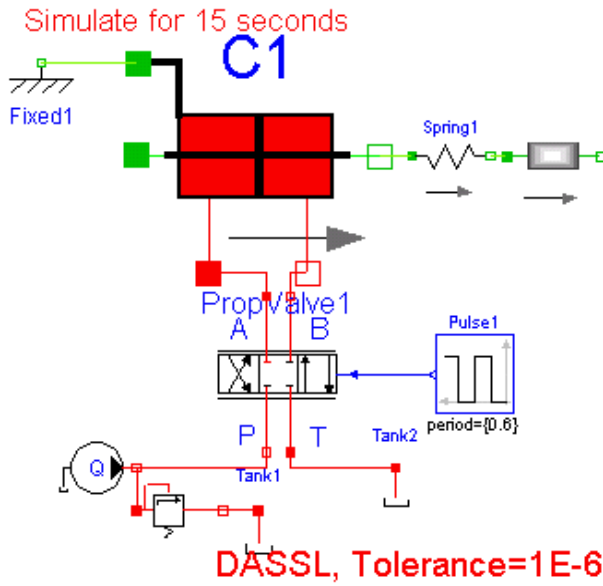 Simulate for 15 seconds
C1
Fixed1
Spring1
PropValve1
A B
Pulse1
period={0.6}
P T
Tank2
Q
Tank1
DASSL, Tolerance=1E-6